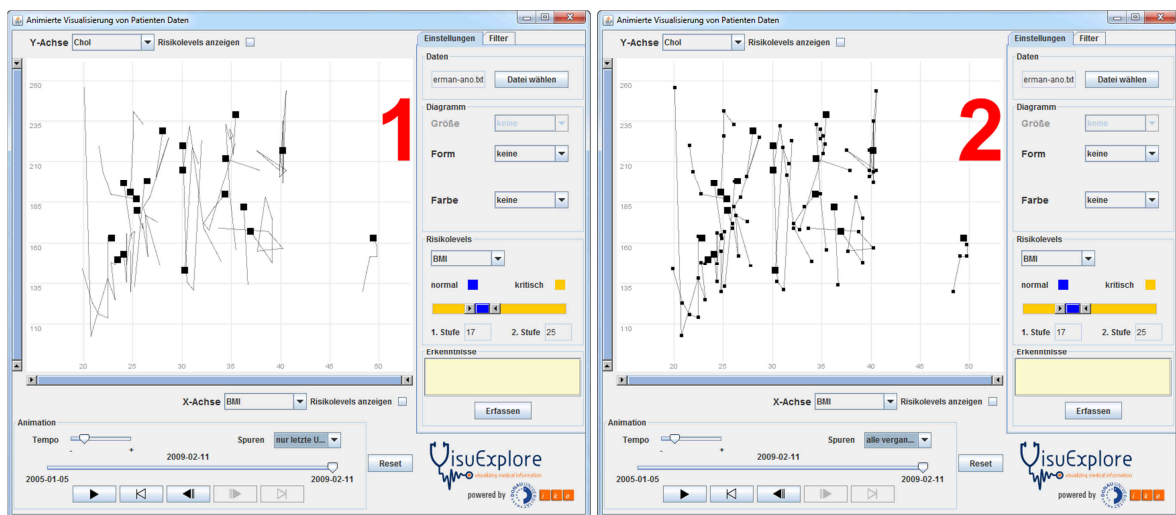 Animierte Visualisierung von Patienten Daten
Y-Achse Chol Risikolevels anzeigen
260
235
210
185
160
135
110
20 25 30 35 40 45 50
1
X-Achse BMI Risikolevels anzeigen
Einstellungen Filter
Daten
erman-ano.txt Datei wählen
Diagramm
Größe keine
Form keine
Farbe keine
Risikolevels
BMI
normal kritisch
1. Stufe 17 2. Stufe 25
Erkenntnisse
Erfassen
Animation
Tempo Spuren nur letzte U...
- +
2009-02-11
2005-01-05 2009-02-11
Reset
VisuExplore
visualizing medical information
powered by
Animierte Visualisierung von Patienten Daten
Y-Achse Chol Risikolevels anzeigen
260
235
210
185
160
135
110
20 25 30 35 40 45 50
2
X-Achse BMI Risikolevels anzeigen
Einstellungen Filter
Daten
erman-ano.txt Datei wählen
Diagramm
Größe keine
Form keine
Farbe keine
Risikolevels
BMI
normal kritisch
1. Stufe 17 2. Stufe 25
Erkenntnisse
Erfassen
Animation
Tempo Spuren alle vergan...
- +
2009-02-11
2005-01-05 2009-02-11
Reset
VisuExplore
visualizing medical information
powered by